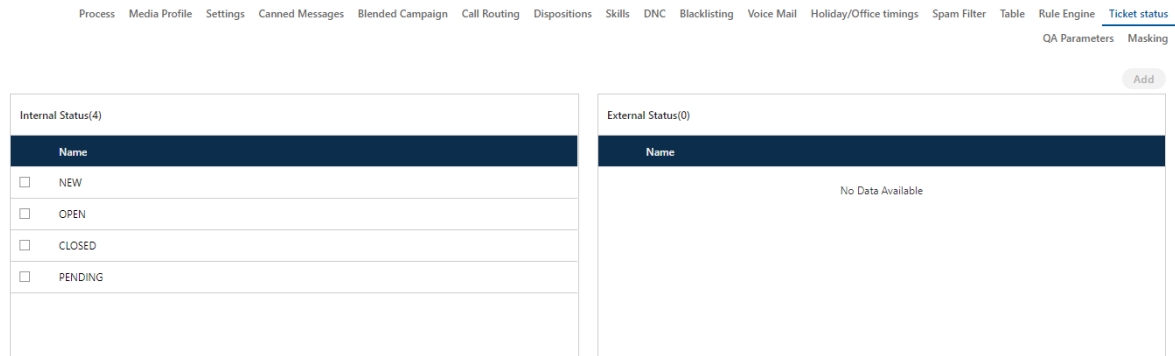 Process Media Profile Settings Canned Messages Blended Campaign Call Routing Dispositions Skills DNC Blacklisting Voice Mail Holiday/Office timings Spam Filter Table Rule Engine Ticket status
QA Parameters Masking
Add
Internal Status(4)
Name
NEW
OPEN
CLOSED
PENDING
External Status(0)
Name
No Data Available